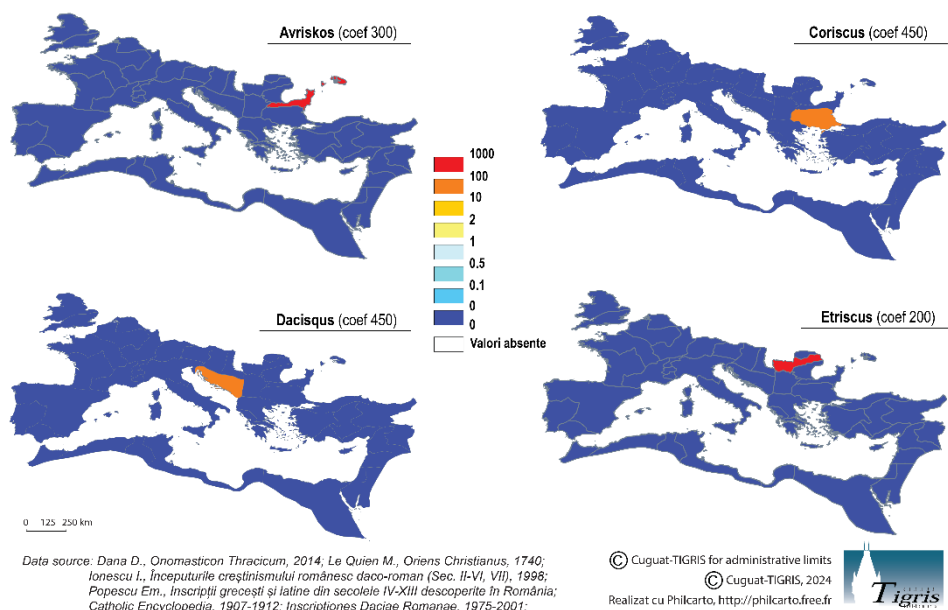 Avriskos (coef 300)
Coriscus (coef 450)
1000
100
10
2
1
0.5
0.1
0
0
Valori absente
Dacisqus (coef 450)
Etriscus (coef 200)
0 125 250 km
Data source: Dana D., Onomasticon Thracicum, 2014; Le Quien M., Oriens Christianus, 1740;
Ionescu I., Începuturile creștinismului românesc daco-roman (Sec. II-VI, VII), 1998;
Popescu Em., Inscripții grecești și latine din secolele IV-XIII descoperite în România;
Catholic Encyclopedia, 1907-1912; Inscriptiones Daciae Romanae, 1975-2001;
© Cuguat-TIGRIS for administrative limits
© Cuguat-TIGRIS, 2024
Realizat cu Philcarto, http://philcarto.free.fr
Tigris